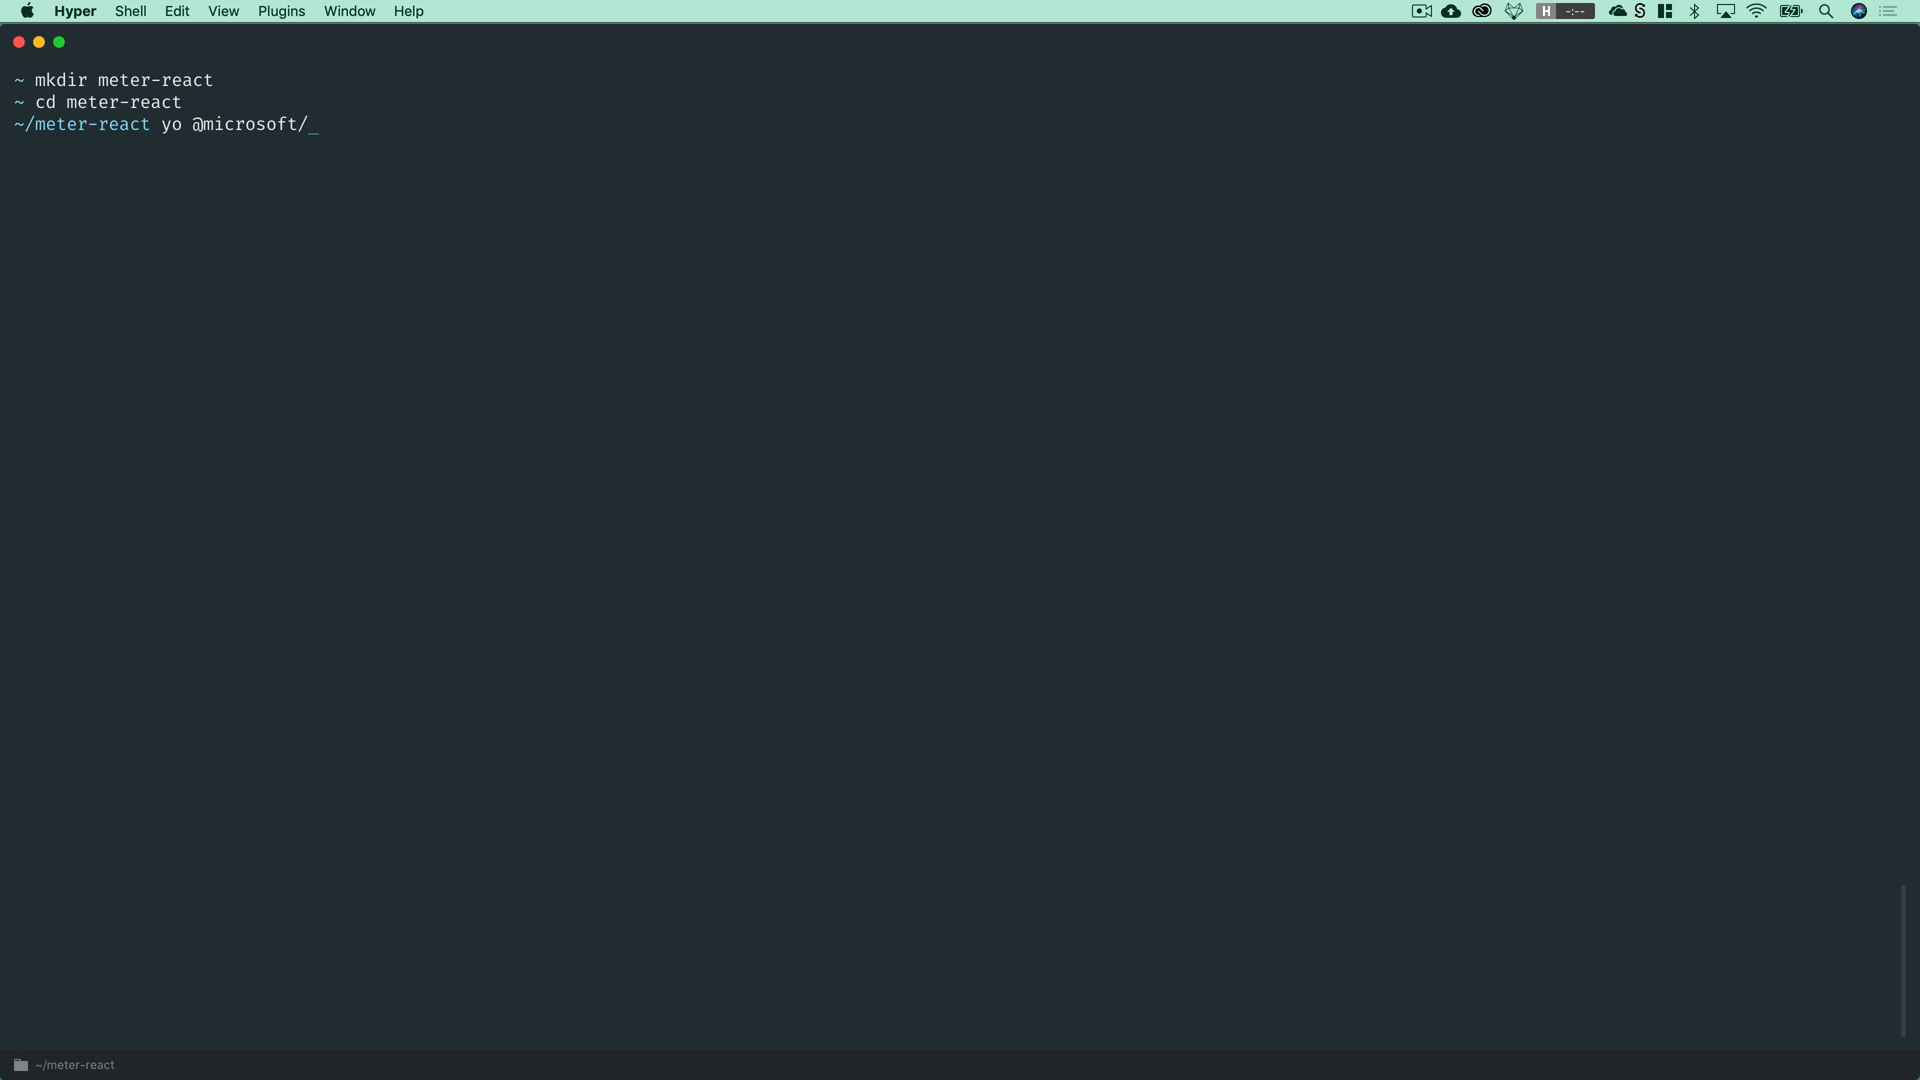 Hyper Shell Edit View Plugins Window Help
H -:--
~ mkdir meter-react
~ cd meter-react
~/meter-react yo @microsoft/_
~/meter-react